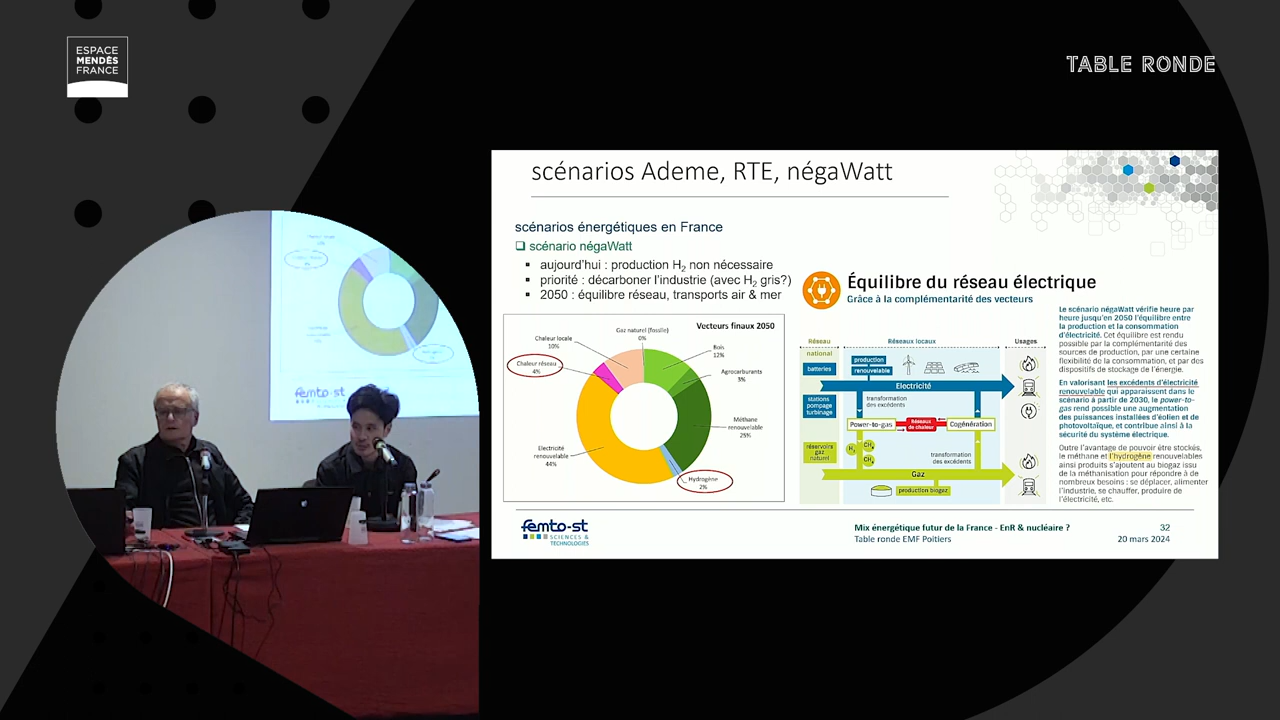 ESPACE
MENDÈS
FRANCE
TABLE RONDE
scénarios Ademe, RTE, négaWatt
scénarios énergétiques en France
❑ scénario négaWatt
▪ aujourd'hui : production H₂ non nécessaire
▪ priorité : décarboner l'industrie (avec H₂ gris?)
▪ 2050 : équilibre réseau, transports air & mer
Vecteurs finaux 2050
Gaz naturel (fossile)
0%
Bois
12%
Agrocarburants
3%
Méthane
renouvelable
25%
Hydrogène
2%
Electricité
renouvelable
44%
Chaleur réseau
4%
Chaleur locale
10%
Équilibre du réseau électrique
Grâce à la complémentarité des vecteurs
Réseau
national
Réseaux locaux
Usages
batteries
production
renouvelable
Electricité
stations
pompage
turbinage
transformation
des excédents
Power-to-gas
Réseaux
de chaleur
Cogénération
réservoirs
gaz
naturel
H₂
CH₄
CH₄
transformation
des excédents
Gaz
production biogaz
Le scénario négaWatt vérifie heure par
heure jusqu'en 2050 l'équilibre entre
la production et la consommation
d'électricité. Cet équilibre est rendu
possible par la complémentarité des
sources de production, par une certaine
flexibilité de la consommation, et par des
dispositifs de stockage de l'énergie.
En valorisant les excédents d'électricité
renouvelable qui apparaissent dans le
scénario à partir de 2030, le power-to-
gas rend possible une augmentation
des puissances installées d'éolien et de
photovoltaïque, et contribue ainsi à la
sécurité du système électrique.
Outre l'avantage de pouvoir être stockés,
le méthane et l'hydrogène renouvelables
ainsi produits s'ajoutent au biogaz issu
de la méthanisation pour répondre à de
nombreux besoins : se déplacer, alimenter
l'industrie, se chauffer, produire de
l'électricité, etc.
femto-st
SCIENCES &
TECHNOLOGIES
Mix énergétique futur de la France - EnR & nucléaire ?
Table ronde EMF Poitiers
32
20 mars 2024
femto-st